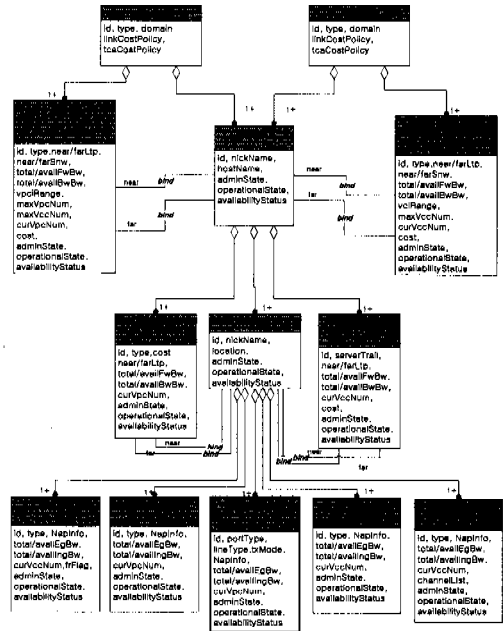 id, type, domain
linkCostPolicy,
tcaCostPolicy
id, type, domain
linkCostPolicy,
tcaCostPolicy
1+
1+
1+
1+
id, type,near/farLtp,
near/farSnw,
total/availFwBw,
total/availBwBw.
vpciRange,
maxVpcNum,
maxVccNum,
curVpcNum,
cost,
adminState.
operationalState.
availabilityStatus
near
bind
far
bind
id, nickName,
hostName,
adminState.
operationalState,
availabilityStatus
near
bind
far
bind
id, type,near/farLtp.
near/farSnw.
total/availFwBw,
total/availBwBw.
vciRange,
maxVccNum.
curVccNum,
cost,
adminState,
operationalState,
availabilityStatus
1+
1+
1+
id, type,cost
near/farLtp,
total/availFwBw,
total/availBwBw.
curVpcNum,
adminState.
operationalState,
availabilityStatus
near
bind
far
bind
id, nickName,
location,
adminState.
operationalState,
availabilityStatus
id, serverTrail,
near/farLtp.
total/availFwBw.
total/availBwBw,
curVccNum,
cost,
adminState.
operationalState.
availabilityStatus
bind
near
bind
far
1+
1+
1+
1+
1+
id, type, NapInfo,
total/availEgBw,
total/availIngBw,
curVccNum,frFlag,
adminState.
operationalState.
availabilityStatus
id, type, NapInfo,
total/availEgBw,
total/availIngBw,
curVpcNum,
adminState.
operationalState.
availabilityStatus
id, portType,
lineType,txMode.
NapInfo,
total/availEgBw,
total/availIngBw,
curVpcNum,
adminState.
operationalState.
availabilityStatus
id, type, NapInfo,
total/availEgBw,
total/availIngBw,
curVccNum,
adminState.
operationalState,
availabilityStatus
id, type, NapInfo,
total/availEgBw,
total/availIngBw,
curVccNum
channelList,
adminState,
operationalState,
availabilityStatus